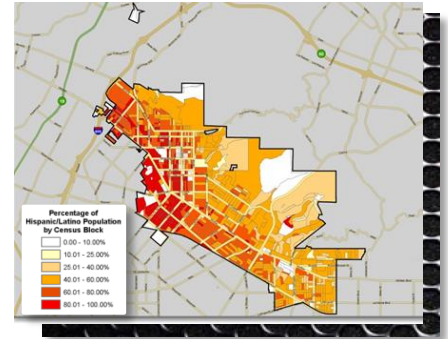 Percentage of
Hispanic/Latino Population
by Census Block
0.00 - 10.00%
10.01 - 25.00%
25.01 - 40.00%
40.01 - 60.00%
60.01 - 80.00%
80.01 - 100.00%